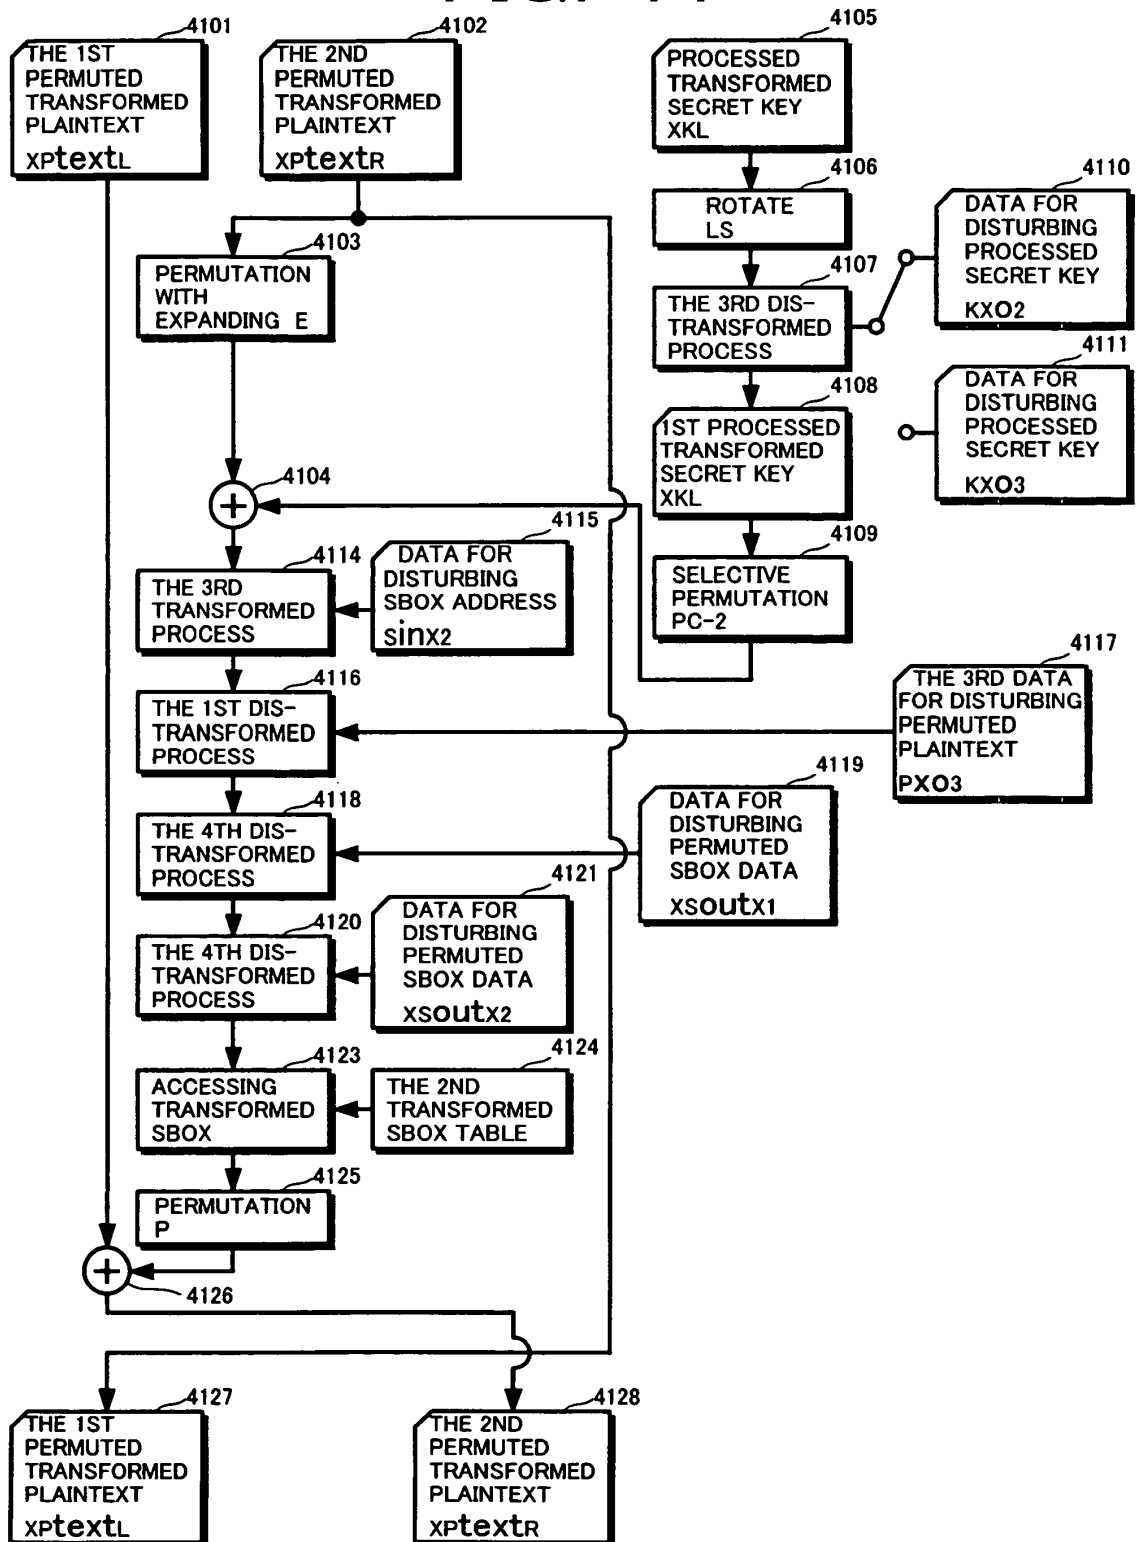 4101
THE 1ST
PERMUTED
TRANSFORMED
PLAINTEXT
XPtextL
4102
THE 2ND
PERMUTED
TRANSFORMED
PLAINTEXT
XPtextR
4105
PROCESSED
TRANSFORMED
SECRET KEY
XKL
4106
ROTATE
LS
4110
DATA FOR
DISTURBING
PROCESSED
SECRET KEY
KXO2
4103
PERMUTATION
WITH
EXPANDING E
4107
THE 3RD DIS-
TRANSFORMED
PROCESS
4111
DATA FOR
DISTURBING
PROCESSED
SECRET KEY
KXO3
4108
1ST PROCESSED
TRANSFORMED
SECRET KEY
XKL
4104
+
4109
SELECTIVE
PERMUTATION
PC-2
4114
THE 3RD
TRANSFORMED
PROCESS
4115
DATA FOR
DISTURBING
SBOX ADDRESS
sinX2
4116
THE 1ST DIS-
TRANSFORMED
PROCESS
4117
THE 3RD DATA
FOR DISTURBING
PERMUTED
PLAINTEXT
PXO3
4118
THE 4TH DIS-
TRANSFORMED
PROCESS
4119
DATA FOR
DISTURBING
PERMUTED
SBOX DATA
XSoutX1
4120
THE 4TH DIS-
TRANSFORMED
PROCESS
4121
DATA FOR
DISTURBING
PERMUTED
SBOX DATA
XSoutX2
4123
ACCESSING
TRANSFORMED
SBOX
4124
THE 2ND
TRANSFORMED
SBOX TABLE
4125
PERMUTATION
P
+
4126
4127
THE 1ST
PERMUTED
TRANSFORMED
PLAINTEXT
XPtextL
4128
THE 2ND
PERMUTED
TRANSFORMED
PLAINTEXT
XPtextR